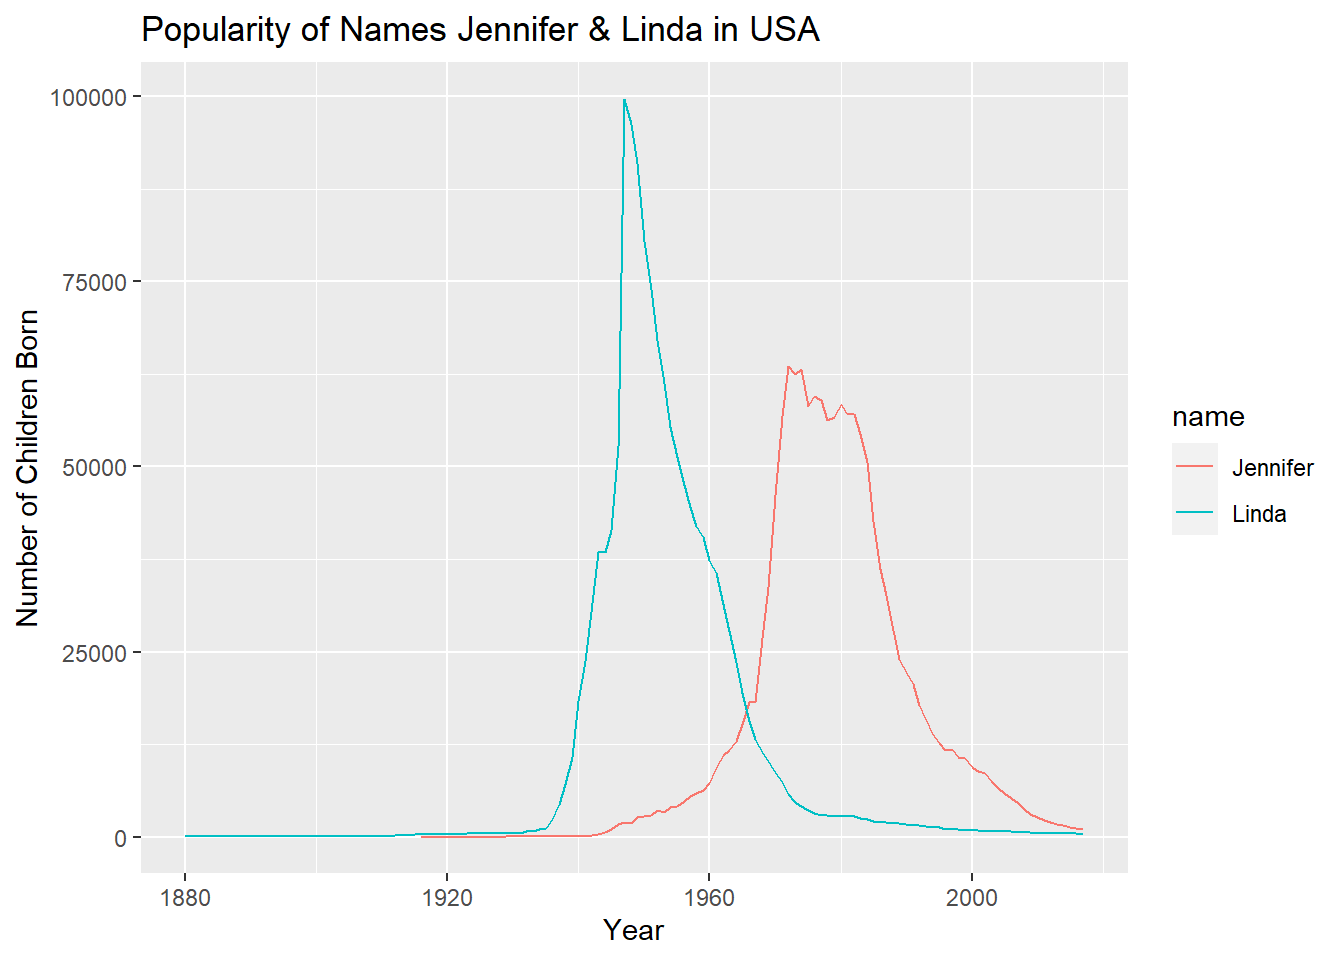 Popularity of Names Jennifer & Linda in USA
100000
75000
50000
25000
0
Number of Children Born
1880 1920 1960 2000
Year
name
Jennifer
Linda